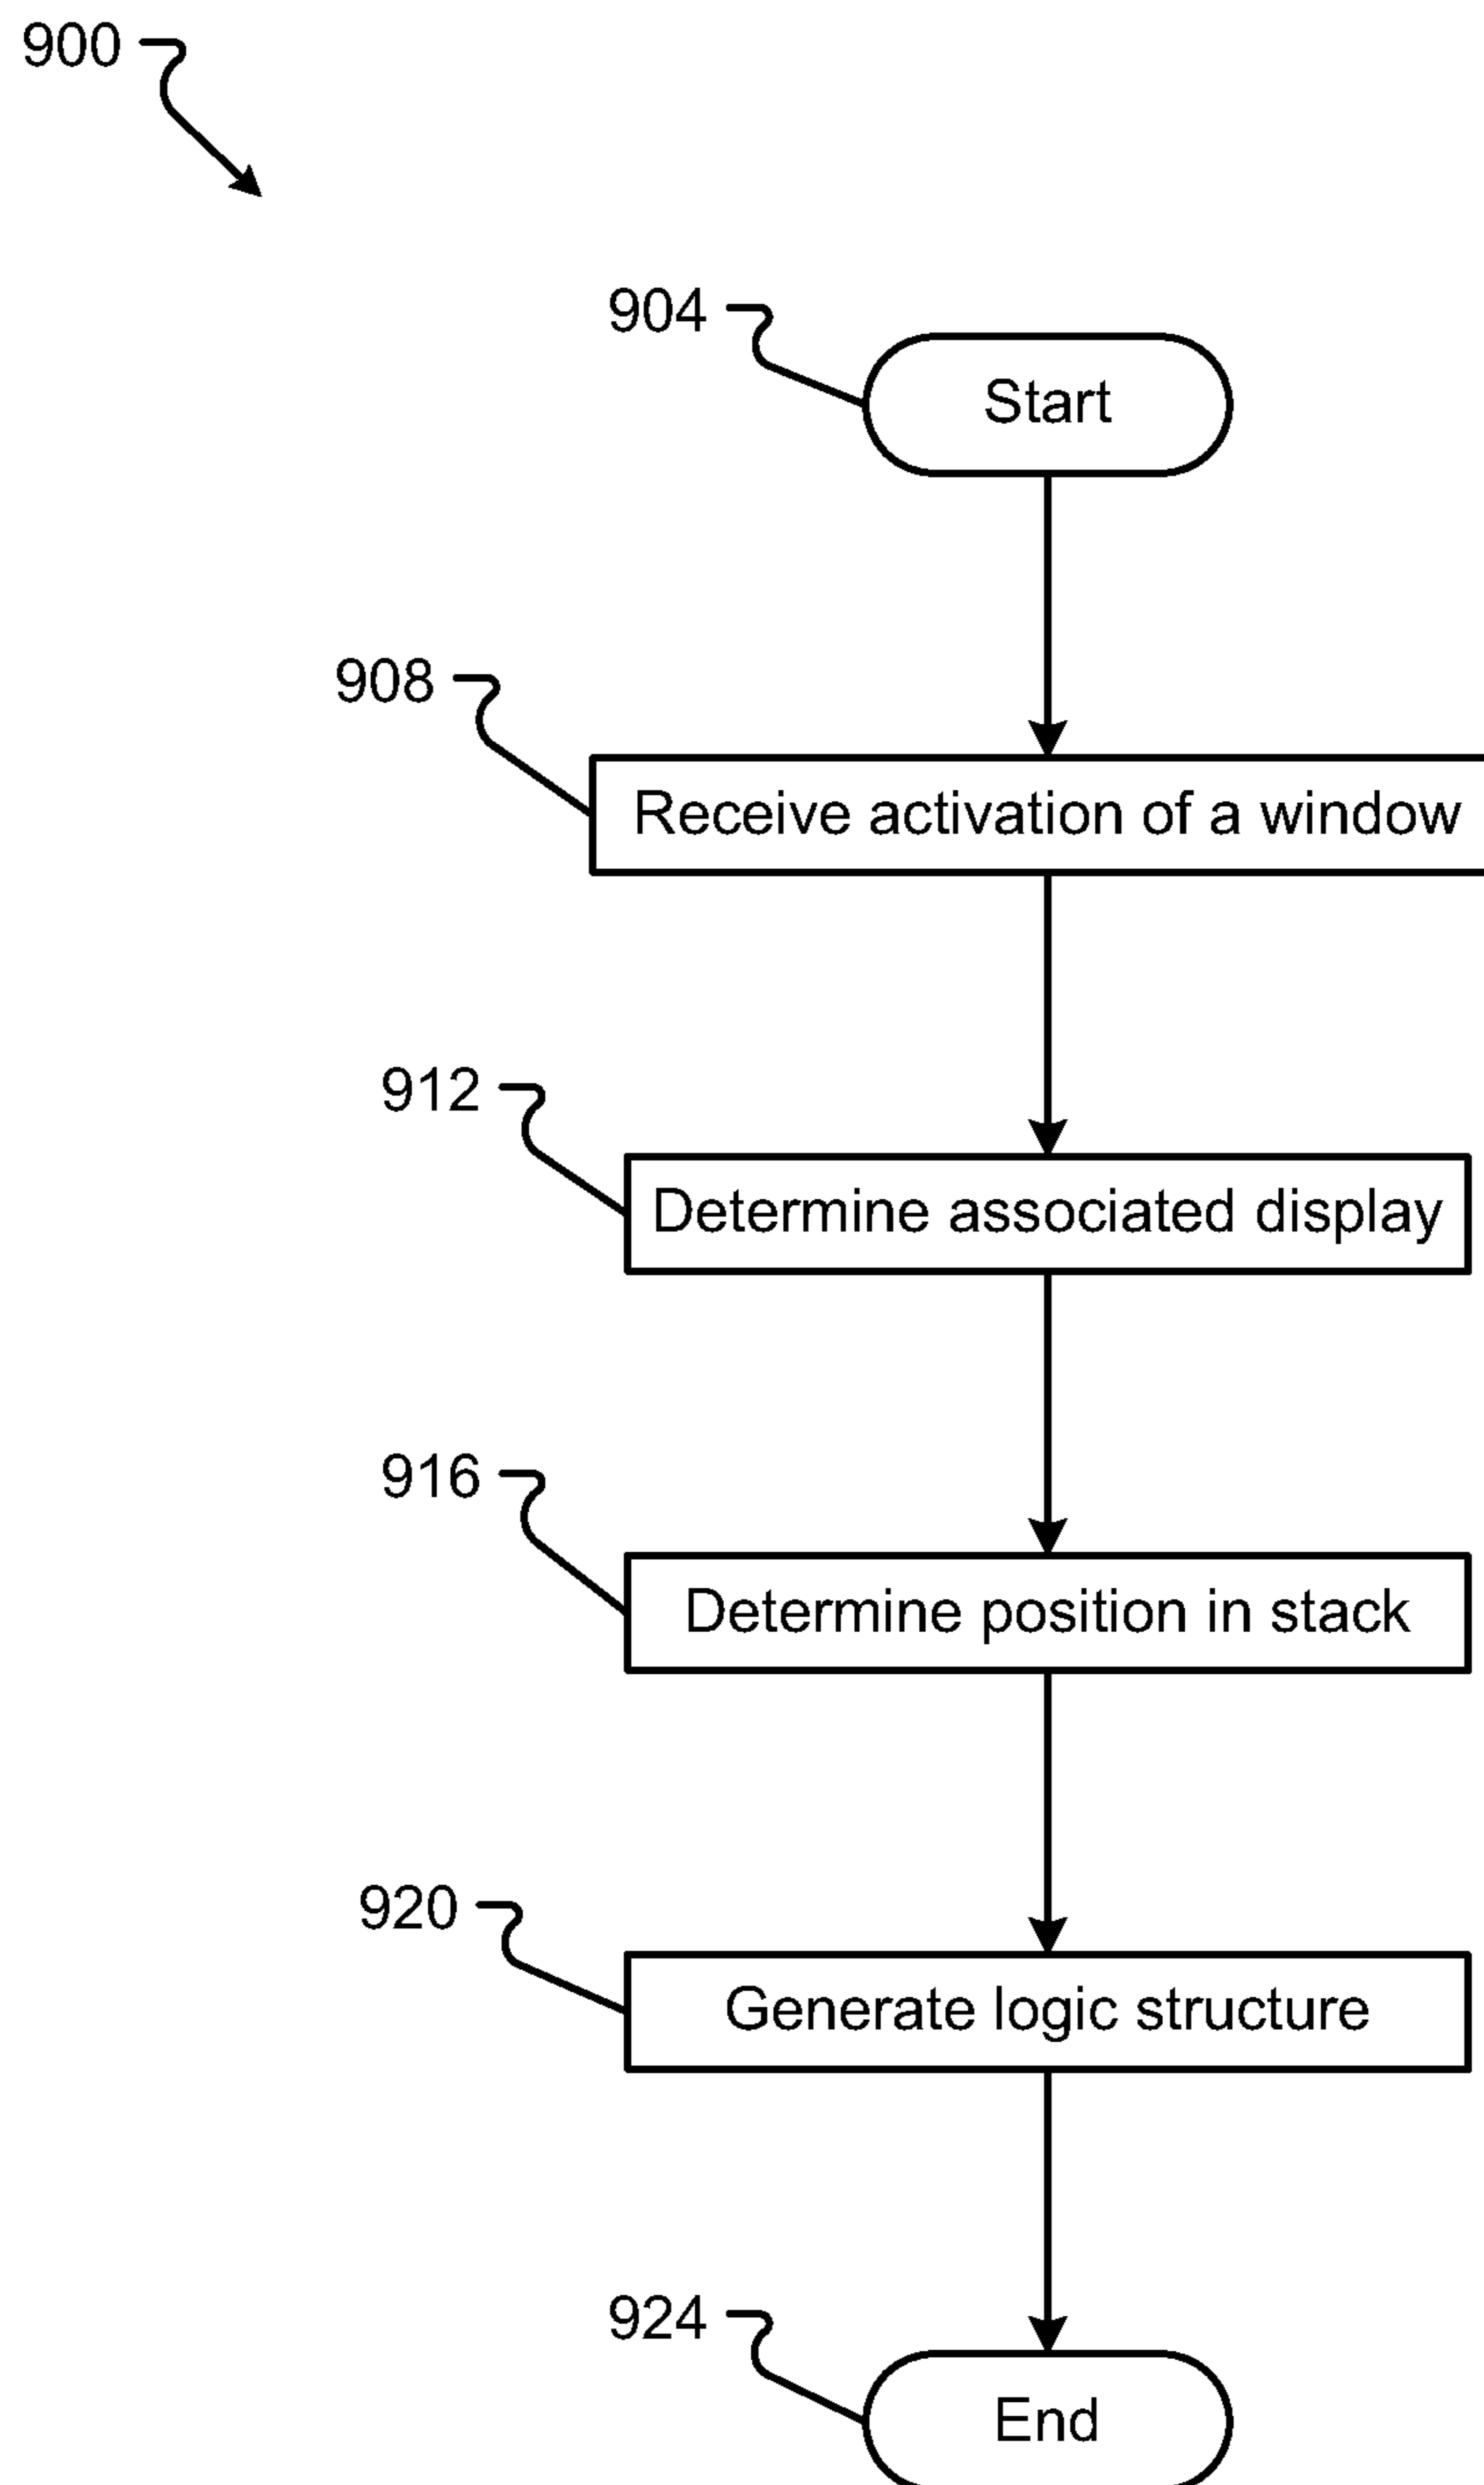 900
904
Start
908
Receive activation of a window
912
Determine associated display
916
Determine position in stack
920
Generate logic structure
924
End